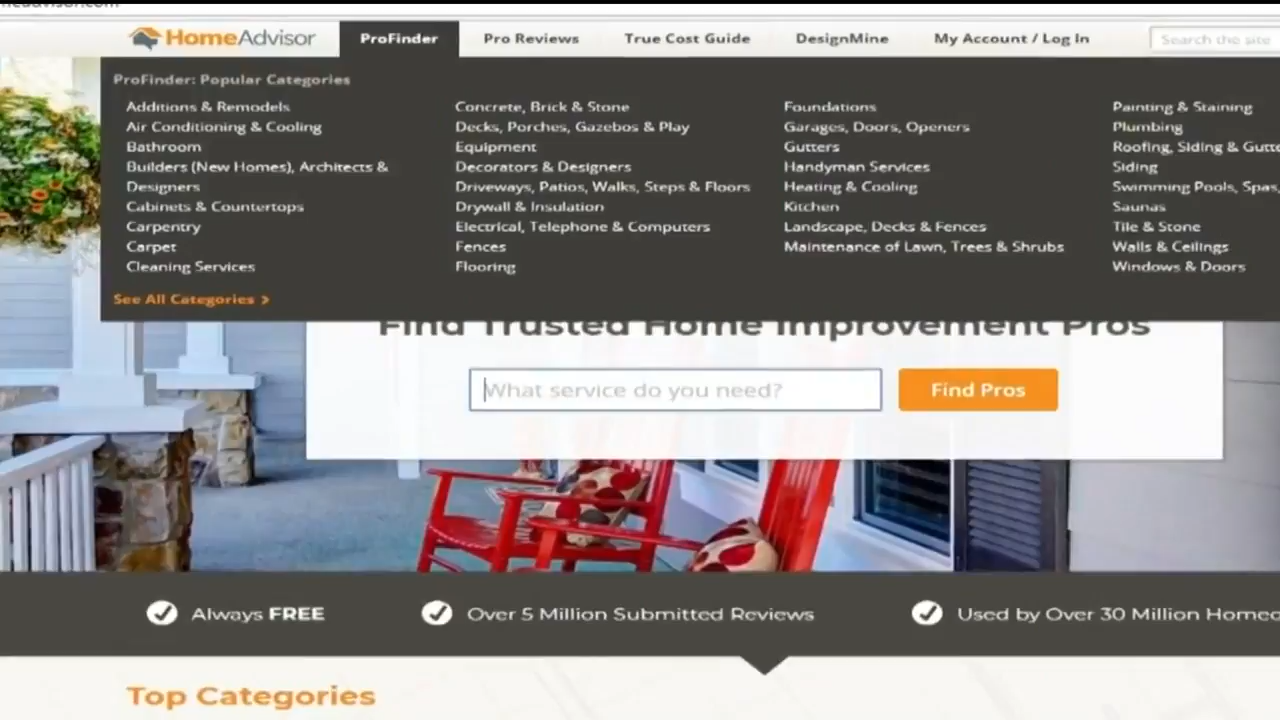 HomeAdvisor
ProFinder
Pro Reviews
True Cost Guide
DesignMine
My Account / Log In
Search the site
ProFinder: Popular Categories
Additions & Remodels
Air Conditioning & Cooling
Bathroom
Builders (New Homes), Architects &
Designers
Cabinets & Countertops
Carpentry
Carpet
Cleaning Services
See All Categories >
Concrete, Brick & Stone
Decks, Porches, Gazebos & Play
Equipment
Decorators & Designers
Driveways, Patios, Walks, Steps & Floors
Drywall & Insulation
Electrical, Telephone & Computers
Fences
Flooring
Foundations
Garages, Doors, Openers
Gutters
Handyman Services
Heating & Cooling
Kitchen
Landscape, Decks & Fences
Maintenance of Lawn, Trees & Shrubs
Painting & Staining
Plumbing
Roofing, Siding & Gutte
Siding
Swimming Pools, Spas,
Saunas
Tile & Stone
Walls & Ceilings
Windows & Doors
Find Trusted Home Improvement Pros
What service do you need?
Find Pros
Always FREE
Over 5 Million Submitted Reviews
Used by Over 30 Million Homeo
Top Categories